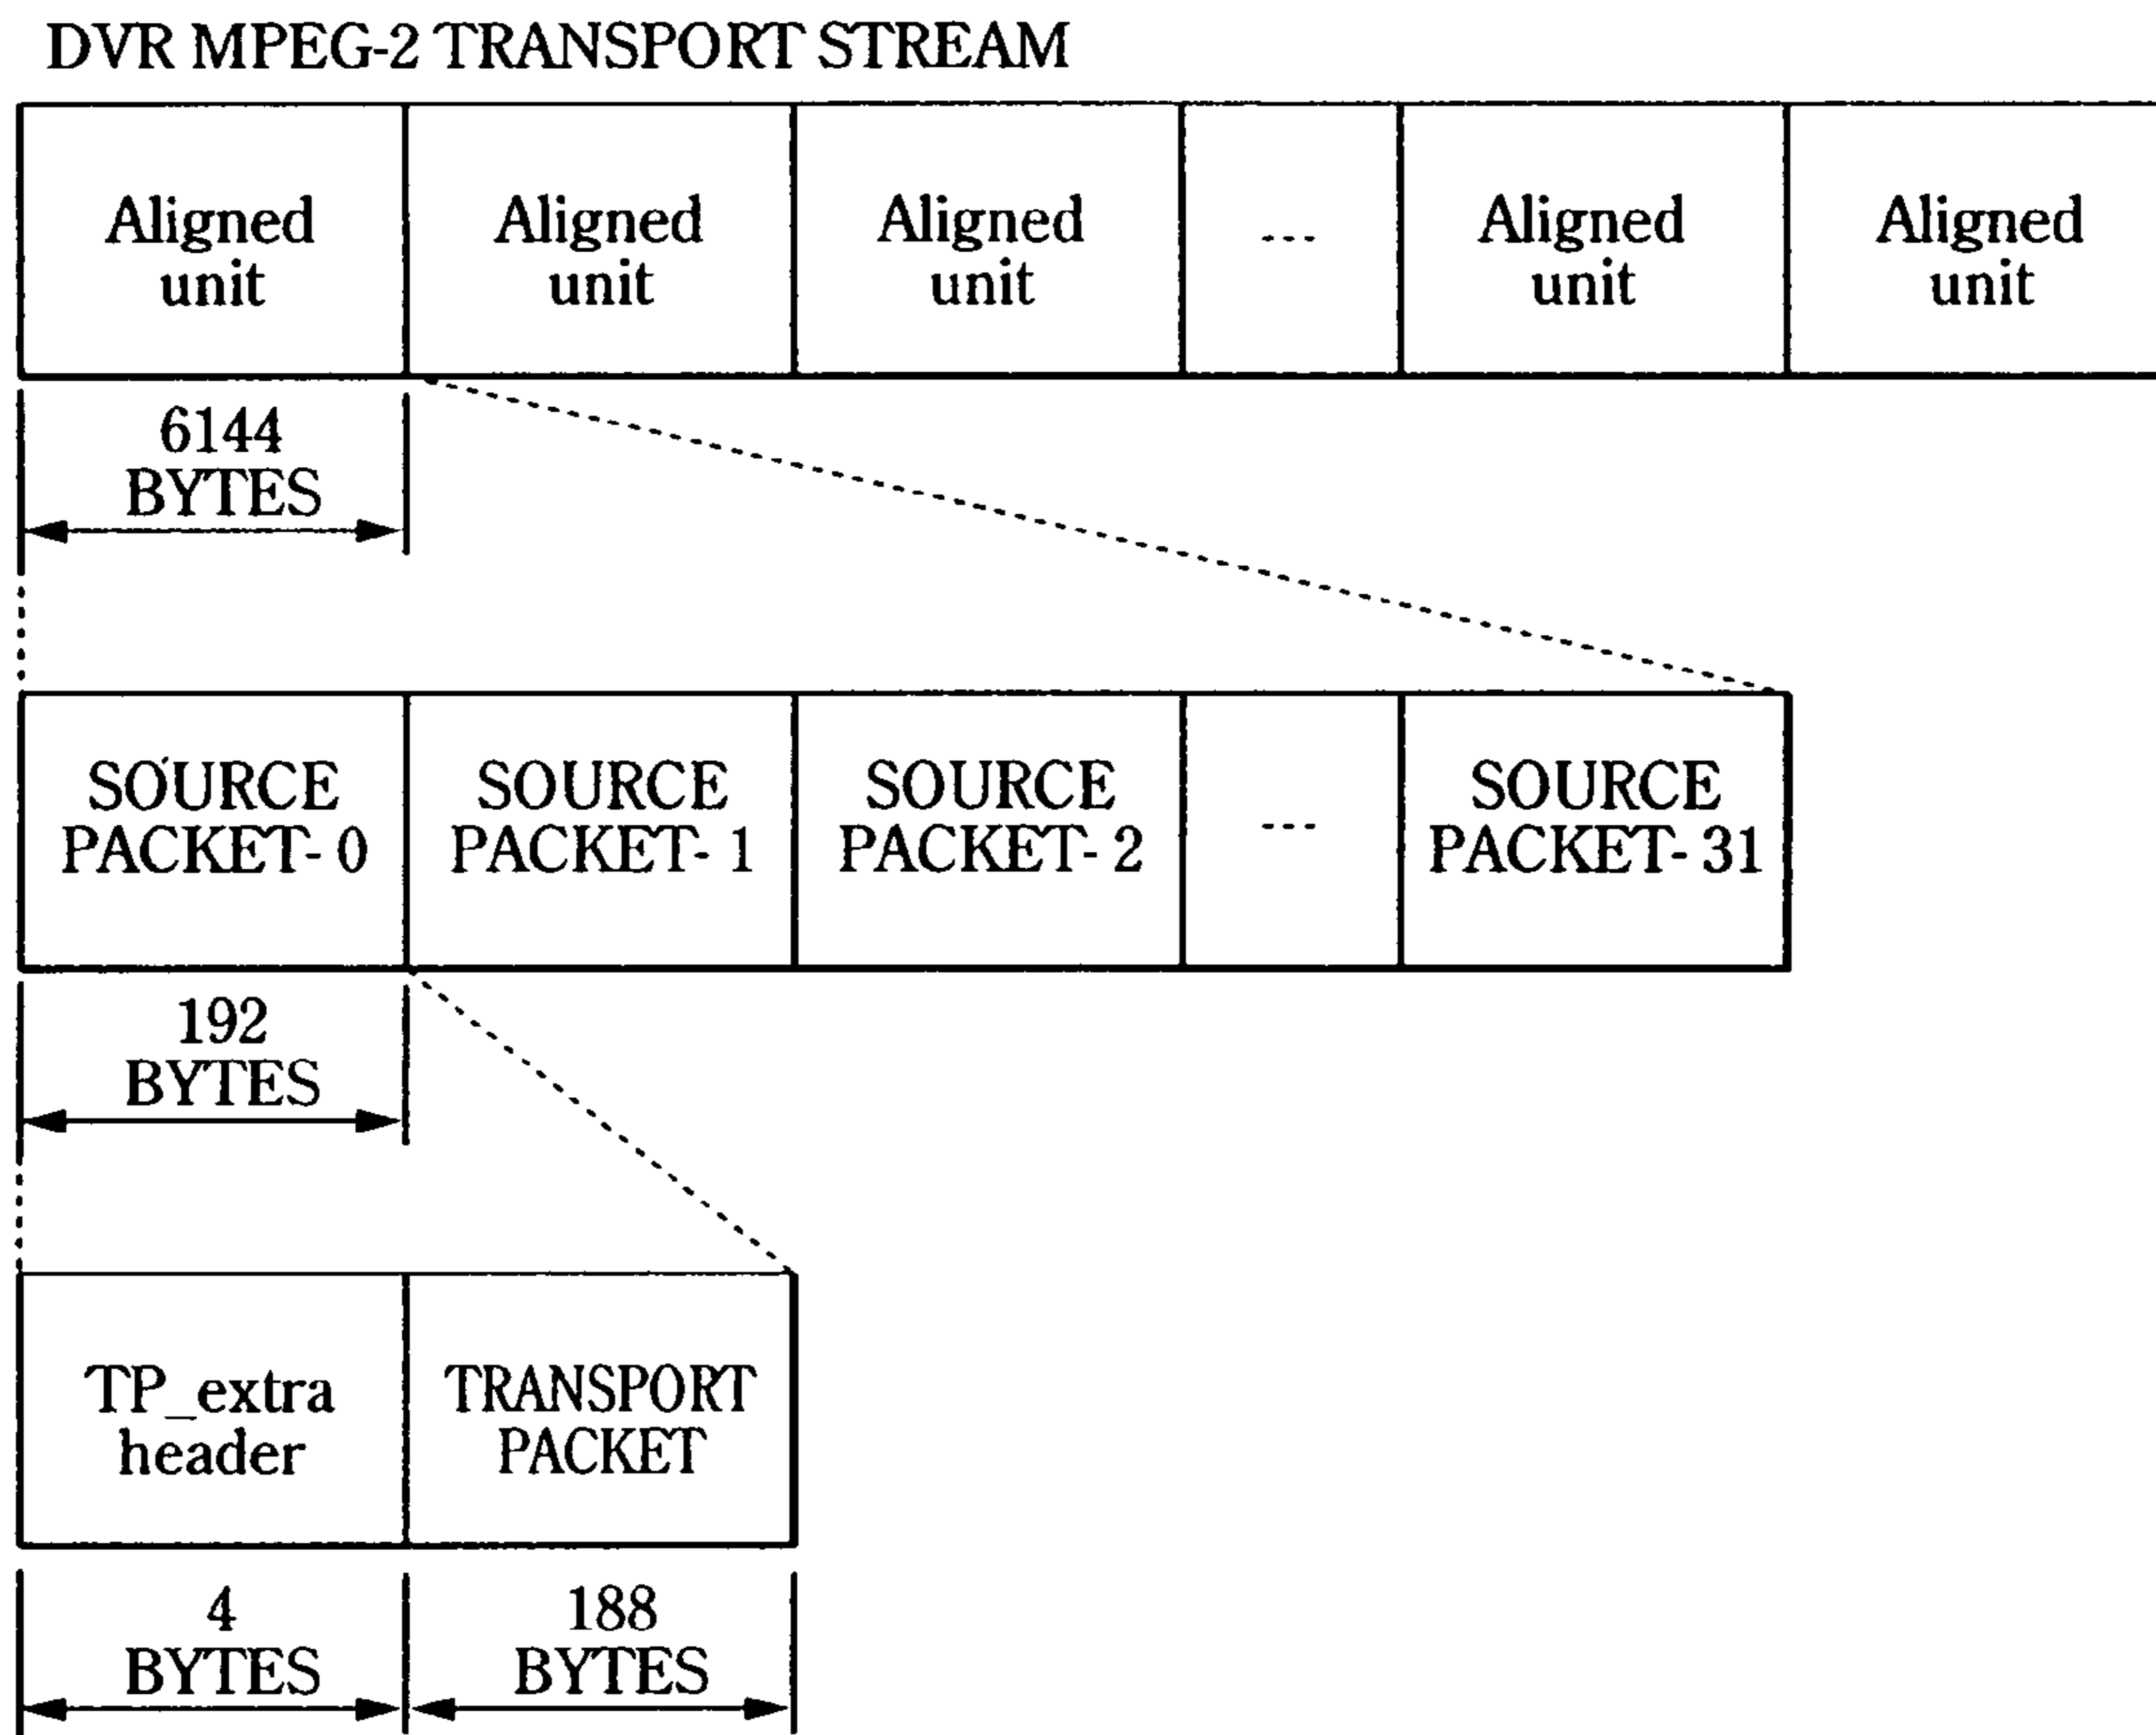 DVR MPEG-2 TRANSPORT STREAM
Aligned
unit
Aligned
unit
Aligned
unit
---
Aligned
unit
Aligned
unit
6144
BYTES
SOURCE
PACKET- 0
SOURCE
PACKET- 1
SOURCE
PACKET- 2
---
SOURCE
PACKET- 31
192
BYTES
TP_extra
header
TRANSPORT
PACKET
4
BYTES
188
BYTES